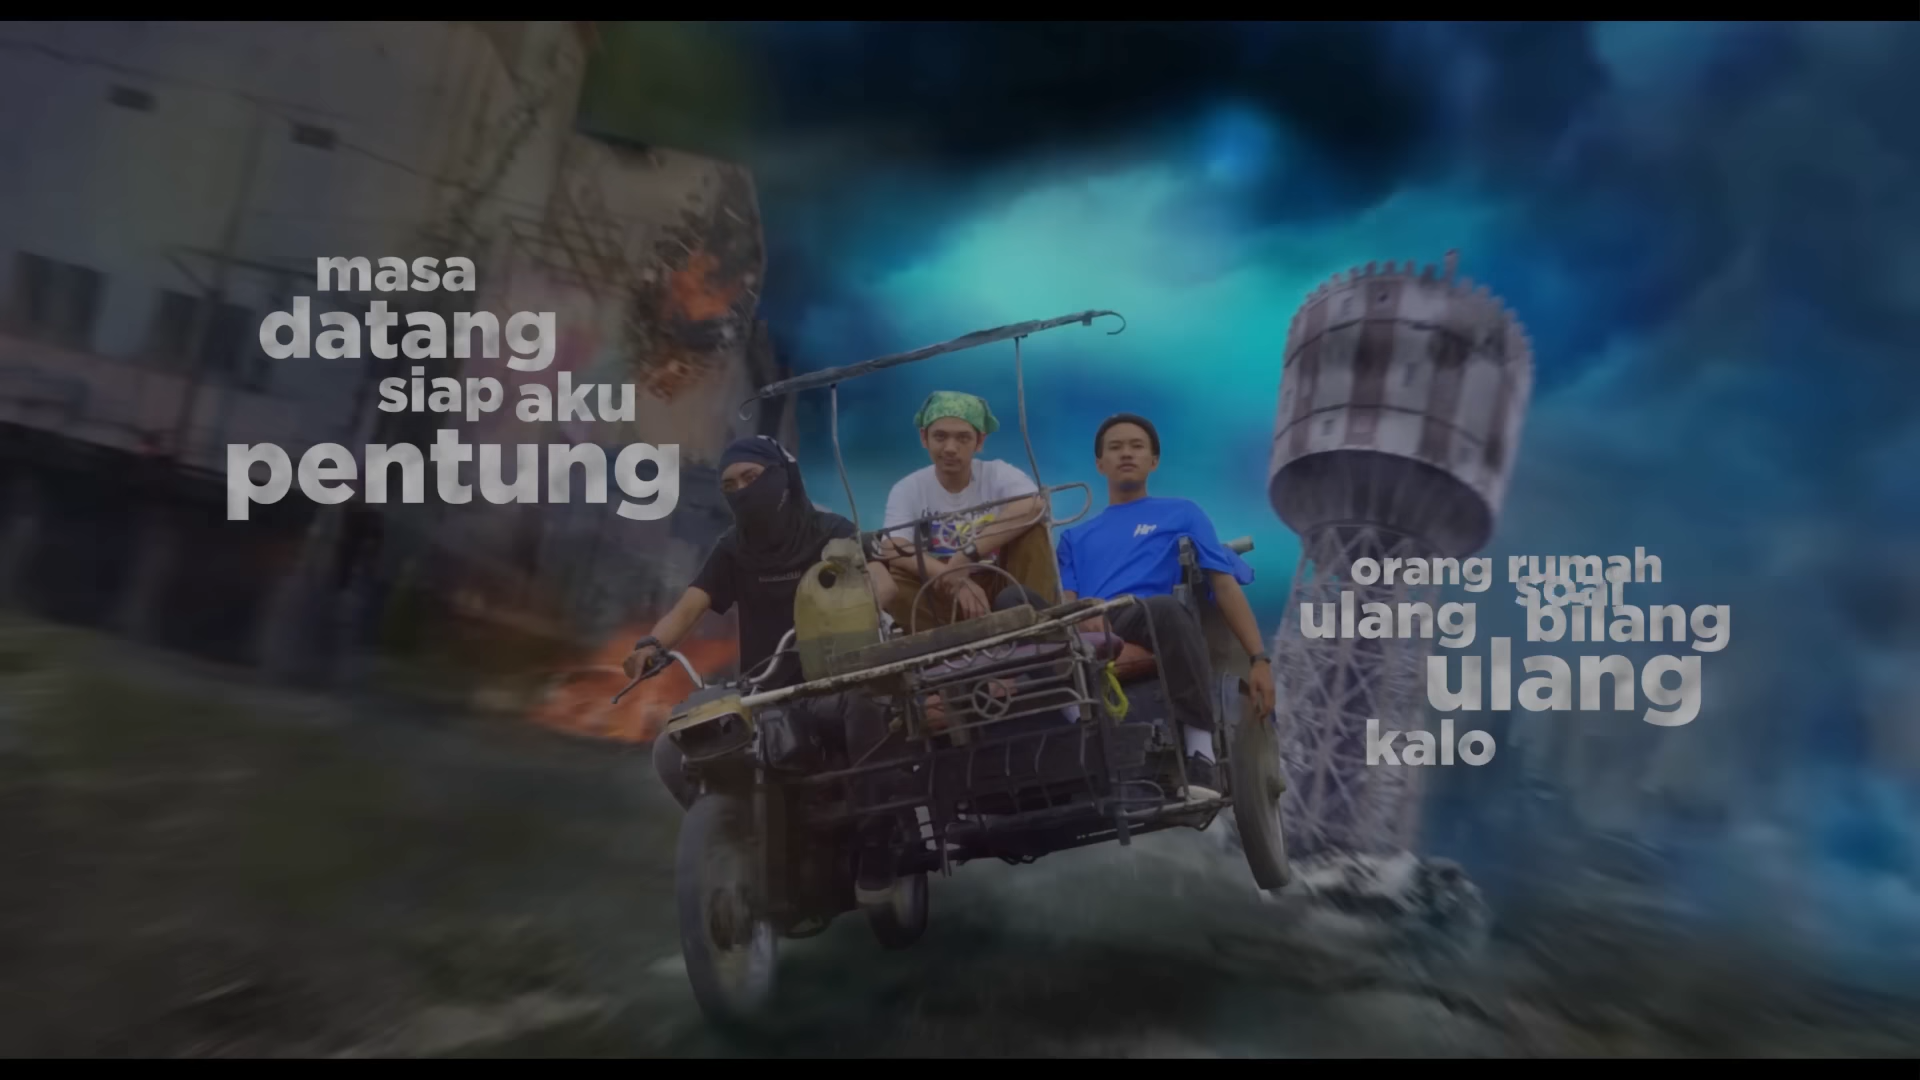 masa
datang
siap aku
pentung
orang rumah
soal
ulang bilang
ulang
kalo